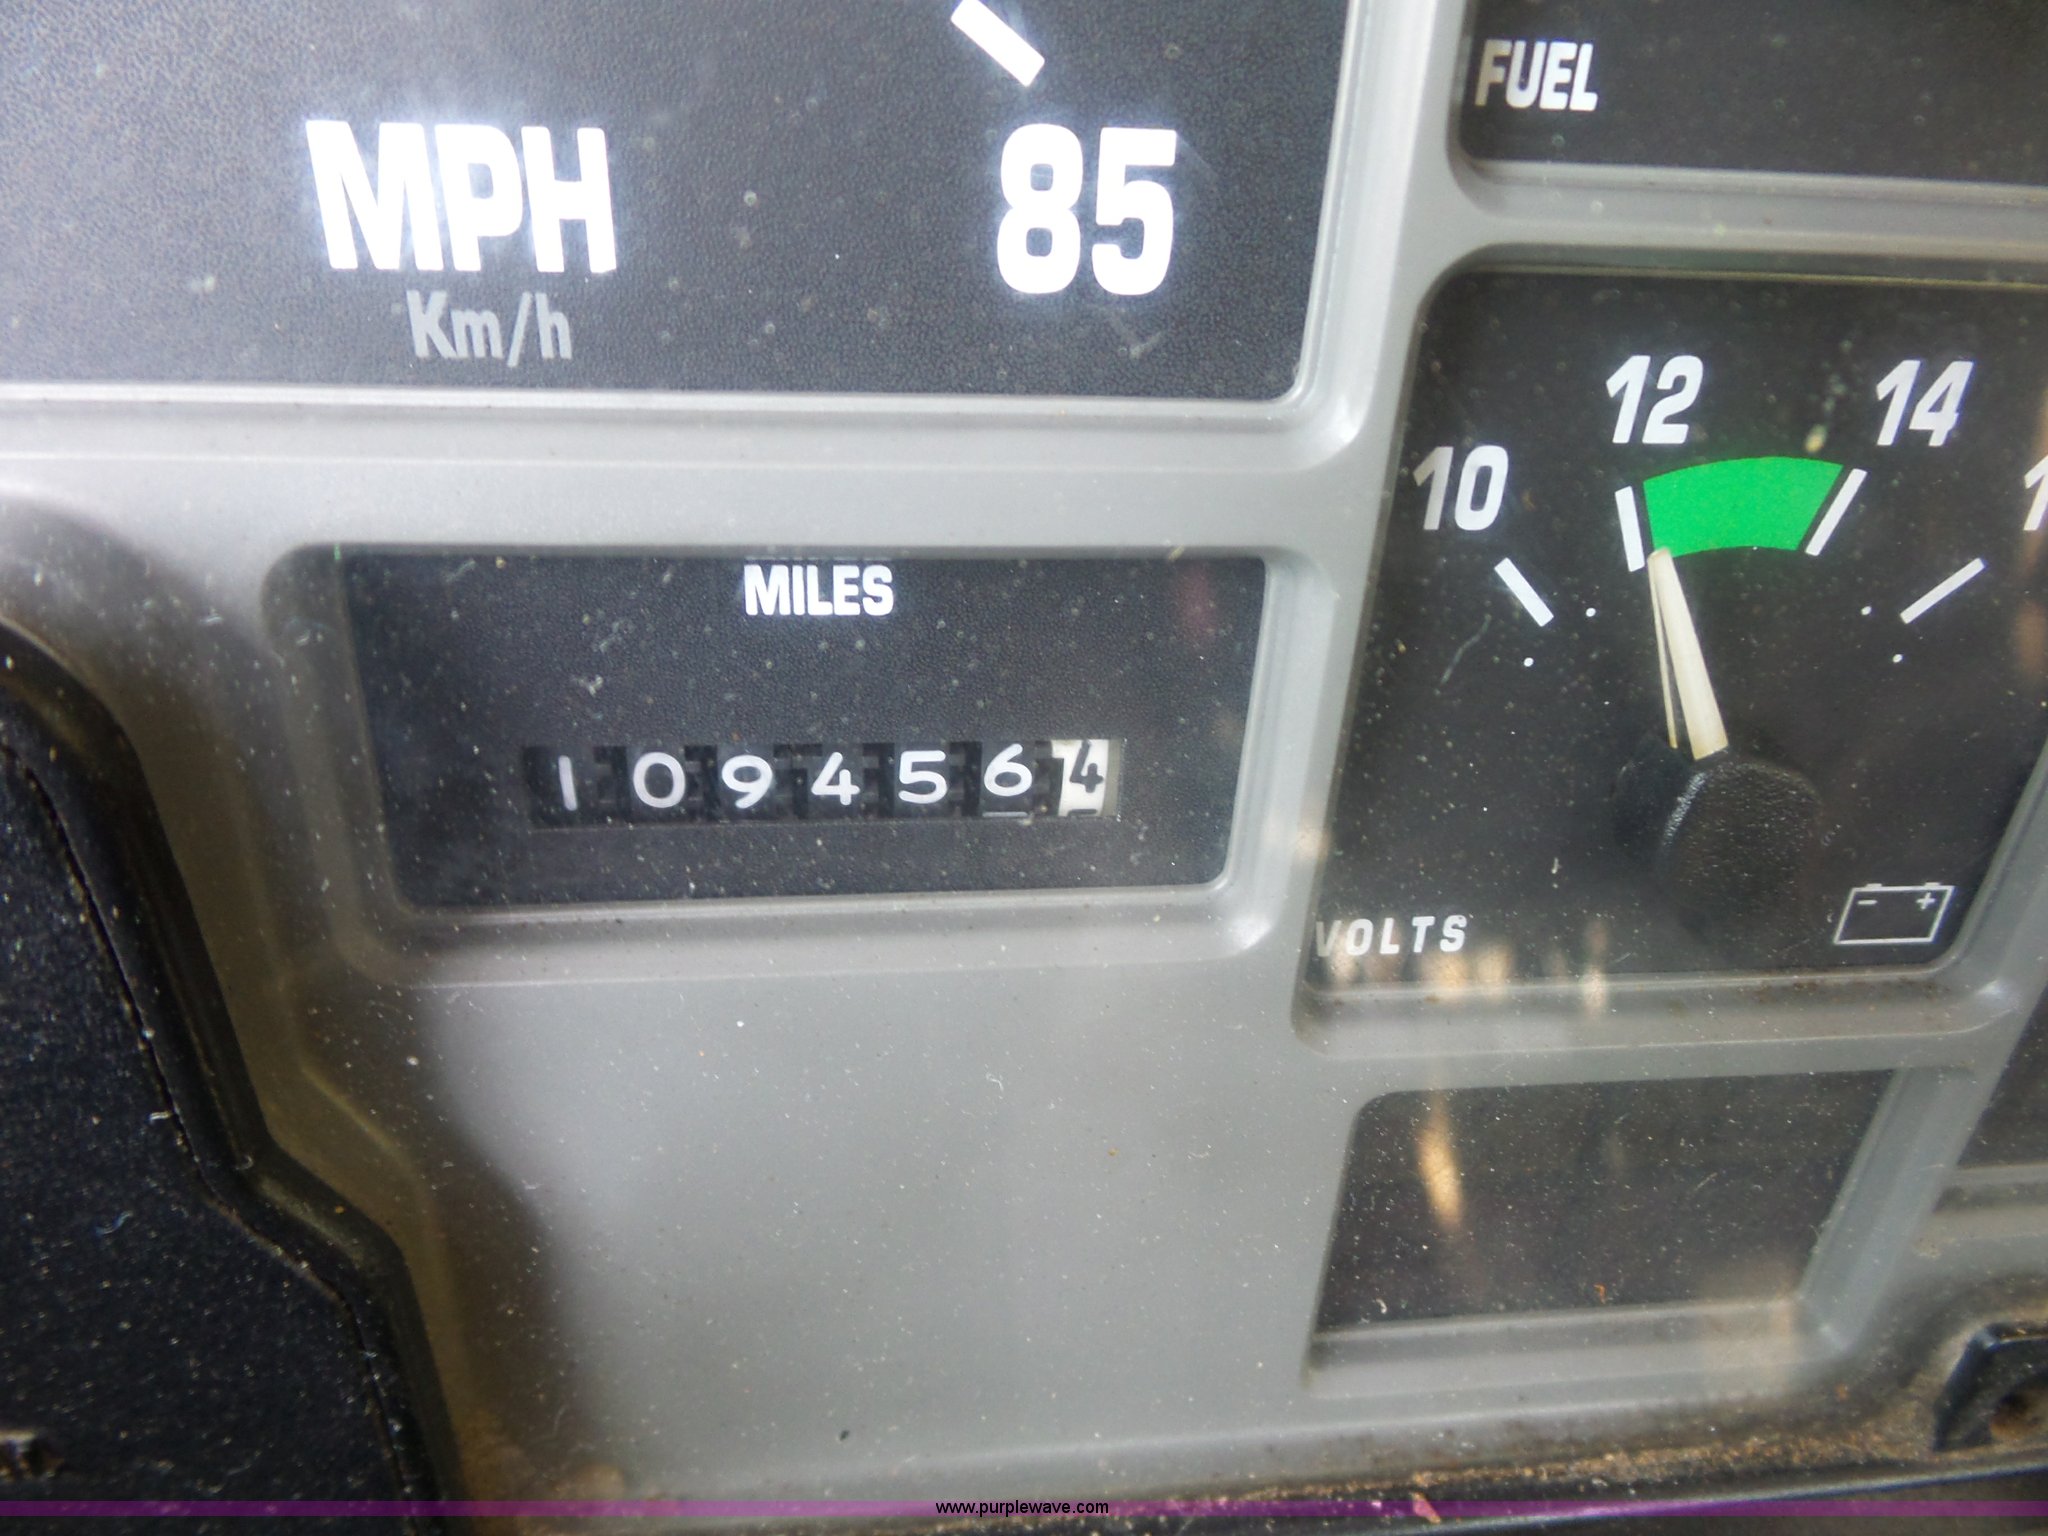 MPH
Km/h
85
FUEL
10
12
14
MILES
1094564
VOLTS
- +
www.purplewave.com